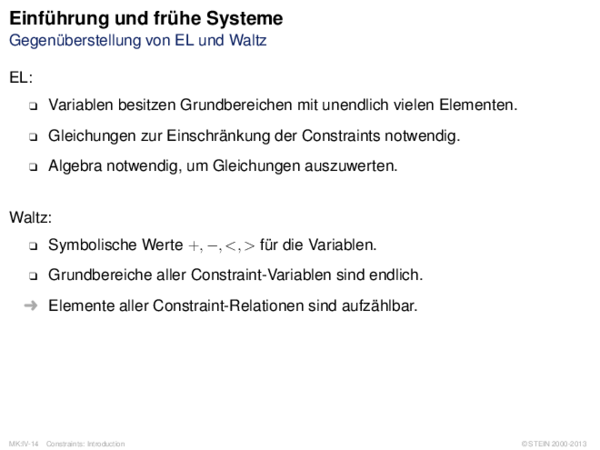 Einführung und frühe Systeme
Gegenüberstellung von EL und Waltz
EL:
❑ Variablen besitzen Grundbereichen mit unendlich vielen Elementen.
❑ Gleichungen zur Einschränkung der Constraints notwendig.
❑ Algebra notwendig, um Gleichungen auszuwerten.
Waltz:
❑ Symbolische Werte +, −, <, > für die Variablen.
❑ Grundbereiche aller Constraint-Variablen sind endlich.
➜ Elemente aller Constraint-Relationen sind aufzählbar.
MK:IV-14 Constraints: Introduction © STEIN 2000-2013